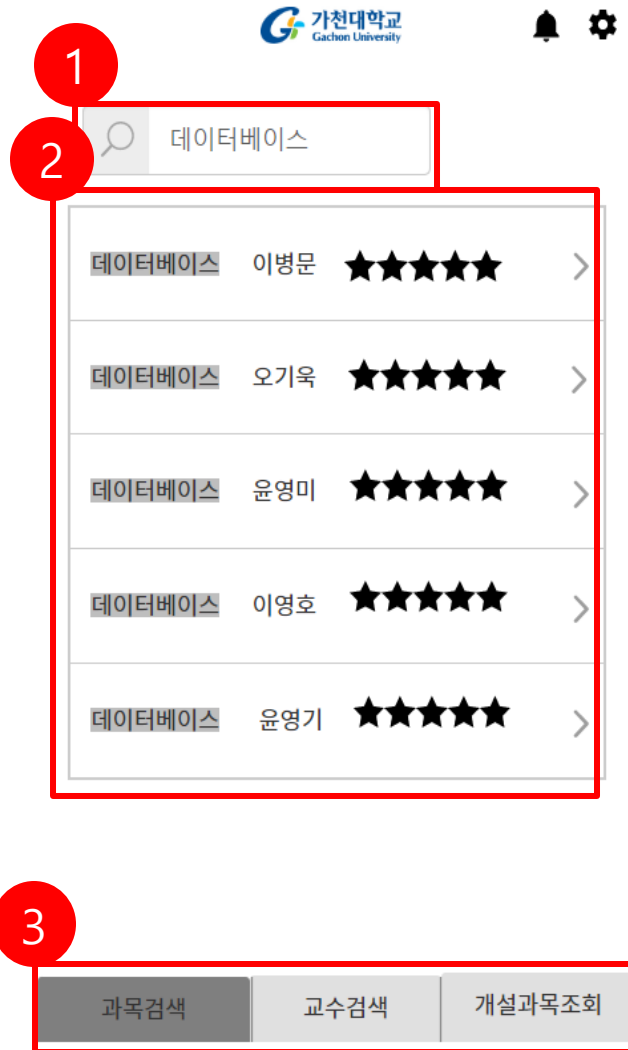 가천대학교
Gachon University
1
데이터베이스
2
데이터베이스 이병문 ★★★★★
데이터베이스 오기욱 ★★★★★
데이터베이스 윤영미 ★★★★★
데이터베이스 이영호 ★★★★★
데이터베이스 윤영기 ★★★★★
3
과목검색 교수검색 개설과목조회